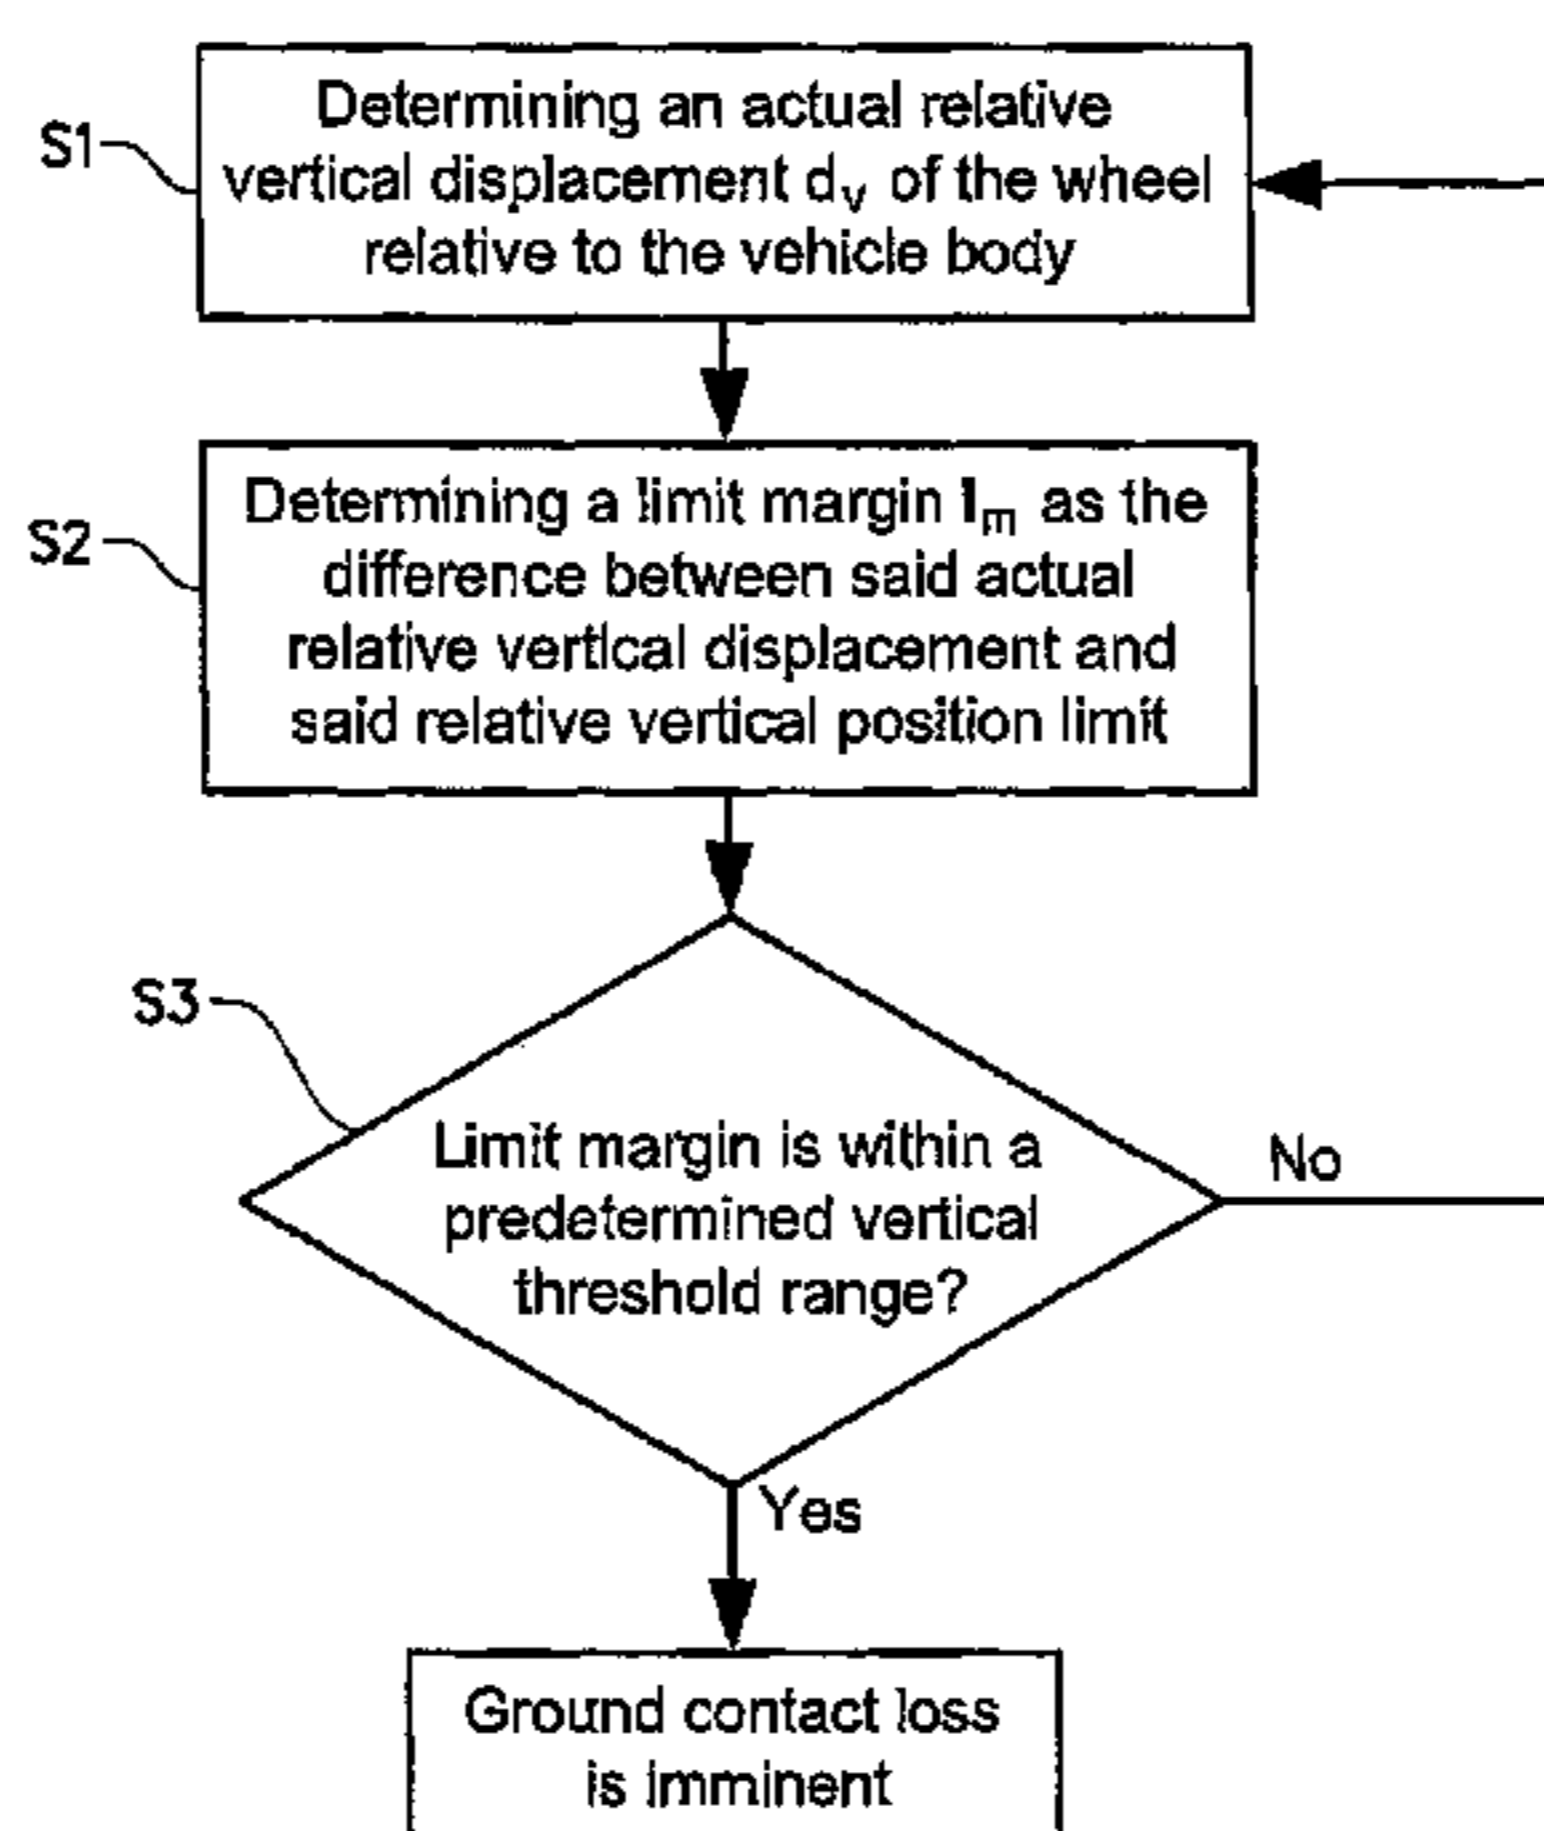 S1
Determining an actual relative
vertical displacement dᵥ of the wheel
relative to the vehicle body
S2
Determining a limit margin lₘ as the
difference between said actual
relative vertical displacement and
said relative vertical position limit
S3
Limit margin is within a
predetermined vertical
threshold range?
No
Yes
Ground contact loss
is imminent